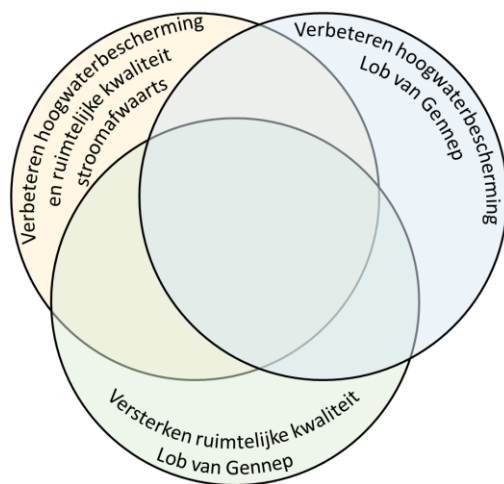 Verbeteren hoogwaterbescherming
en ruimtelijke kwaliteit
stroomafwaarts
Verbeteren hoogwaterbescherming
Lob van Gennep
Versterken ruimtelijke kwaliteit
Lob van Gennep